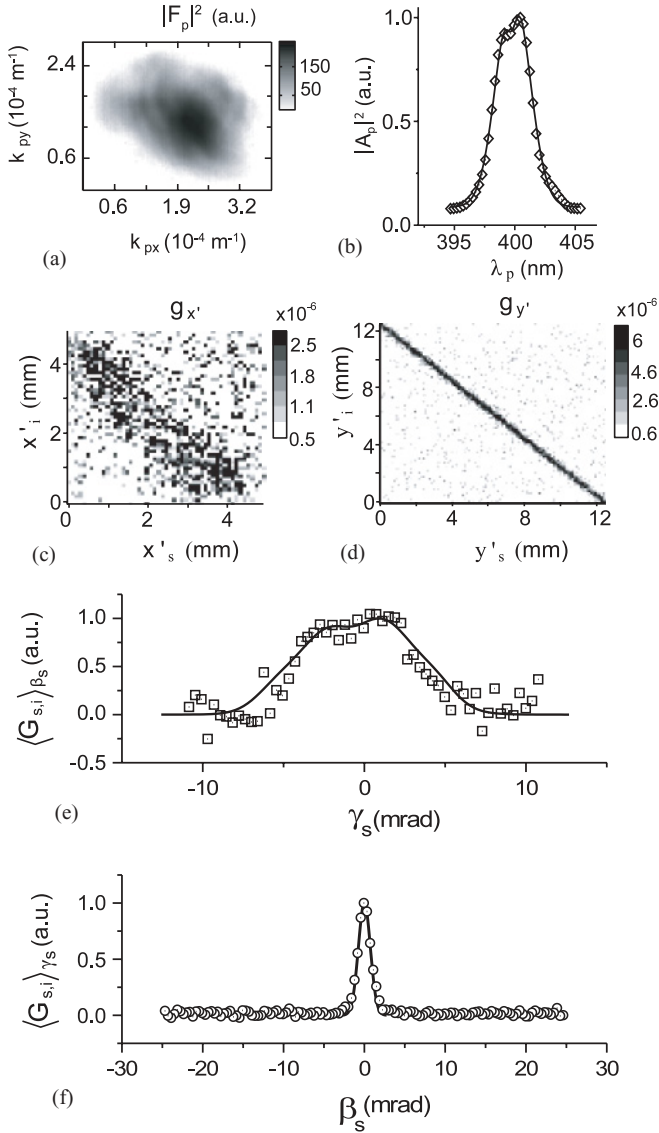 |F_p|² (a.u.)
2.4
0.6
k_py (10^-4 m^-1)
150
50
0.6 1.9 3.2
k_px (10^-4 m^-1)
(a)
1.0
0.5
0.0
|A_p|² (a.u.)
395 400 405
λ_p (nm)
(b)
g_x'
x10^-6
4
2
0
x'_i (mm)
2.5
1.8
1.1
0.5
0 2 4
x'_s (mm)
(c)
g_y'
x10^-6
12
6
0
y'_i (mm)
6
4.6
2.6
0.6
0 4 8 12
y'_s (mm)
(d)
1.0
0.5
0.0
-0.5
⟨G_s,i⟩_βs (a.u.)
-10 0 10
γ_s (mrad)
(e)
1.0
0.5
0.0
⟨G_s,i⟩_γs (a.u.)
-30 -20 -10 0 10 20 30
β_s (mrad)
(f)